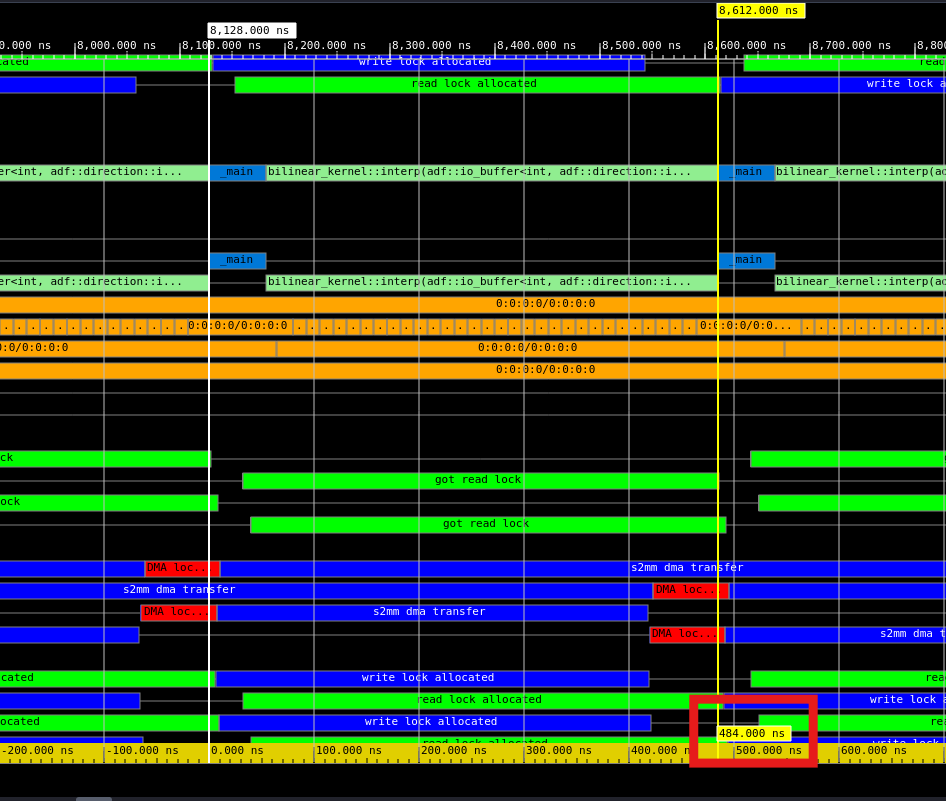 8,612.000 ns
8,128.000 ns
0.000 ns 8,000.000 ns 8,100.000 ns 8,200.000 ns 8,300.000 ns 8,400.000 ns 8,500.000 ns 8,600.000 ns 8,700.000 ns 8,800
cated write lock allocated read
read lock allocated write lock a
er<int, adf::direction::i... _main bilinear_kernel::interp(adf::io_buffer<int, adf::direction::i... _main bilinear_kernel::interp(ad
_main _main
er<int, adf::direction::i... bilinear_kernel::interp(adf::io_buffer<int, adf::direction::i... bilinear_kernel::interp(ad
0:0:0:0/0:0:0:0
0:0:0:0/0:0:0:0 0:0:0:0/0:0...
0:0/0:0:0:0 0:0:0:0/0:0:0:0
0:0:0:0/0:0:0:0
ck
got read lock
ock
got read lock
DMA loc... s2mm dma transfer
s2mm dma transfer DMA loc...
DMA loc... s2mm dma transfer
DMA loc... s2mm dma t
cated write lock allocated read
read lock allocated write lock a
ocated write lock allocated rea
484.000 ns
read lock allocated write lock
-200.000 ns -100.000 ns 0.000 ns 100.000 ns 200.000 ns 300.000 ns 400.000 ns 500.000 ns 600.000 ns